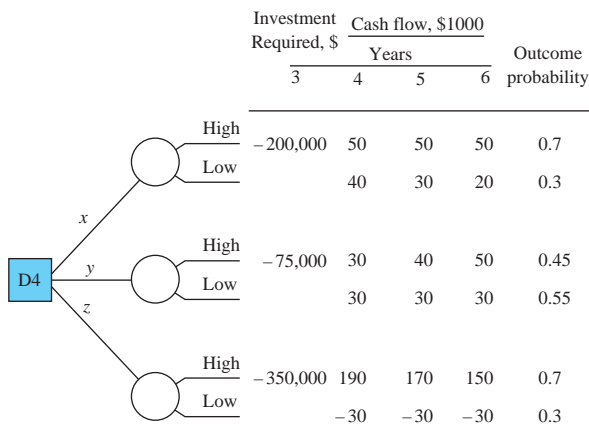 Investment Cash flow, $1000
Required, $ Years Outcome
3 4 5 6 probability
High –200,000 50 50 50 0.7
Low 40 30 20 0.3
x
High –75,000 30 40 50 0.45
D4 y Low 30 30 30 0.55
z
High –350,000 190 170 150 0.7
Low –30 –30 –30 0.3